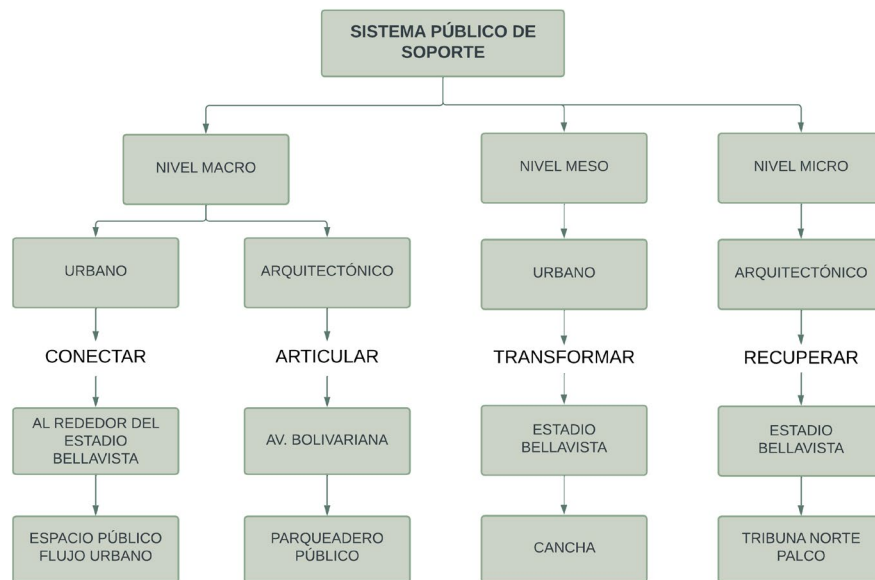 SISTEMA PÚBLICO DE
SOPORTE
NIVEL MACRO
NIVEL MESO
NIVEL MICRO
URBANO
ARQUITECTÓNICO
URBANO
ARQUITECTÓNICO
CONECTAR
ARTICULAR
TRANSFORMAR
RECUPERAR
AL REDEDOR DEL
ESTADIO
BELLAVISTA
AV. BOLIVARIANA
ESTADIO
BELLAVISTA
ESTADIO
BELLAVISTA
ESPACIO PÚBLICO
FLUJO URBANO
PARQUEADERO
PÚBLICO
CANCHA
TRIBUNA NORTE
PALCO